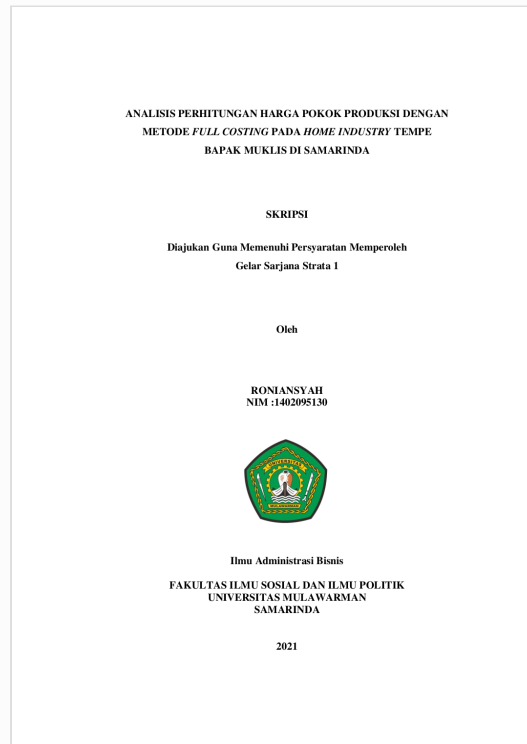 ANALISIS PERHITUNGAN HARGA POKOK PRODUKSI DENGAN
METODE FULL COSTING PADA HOME INDUSTRY TEMPE
BAPAK MUKLIS DI SAMARINDA
SKRIPSI
Diajukan Guna Memenuhi Persyaratan Memperoleh
Gelar Sarjana Strata 1
Oleh
RONIANSYAH
NIM :1402095130
UNIVERSITAS
MULAWARMAN
Ilmu Administrasi Bisnis
FAKULTAS ILMU SOSIAL DAN ILMU POLITIK
UNIVERSITAS MULAWARMAN
SAMARINDA
2021